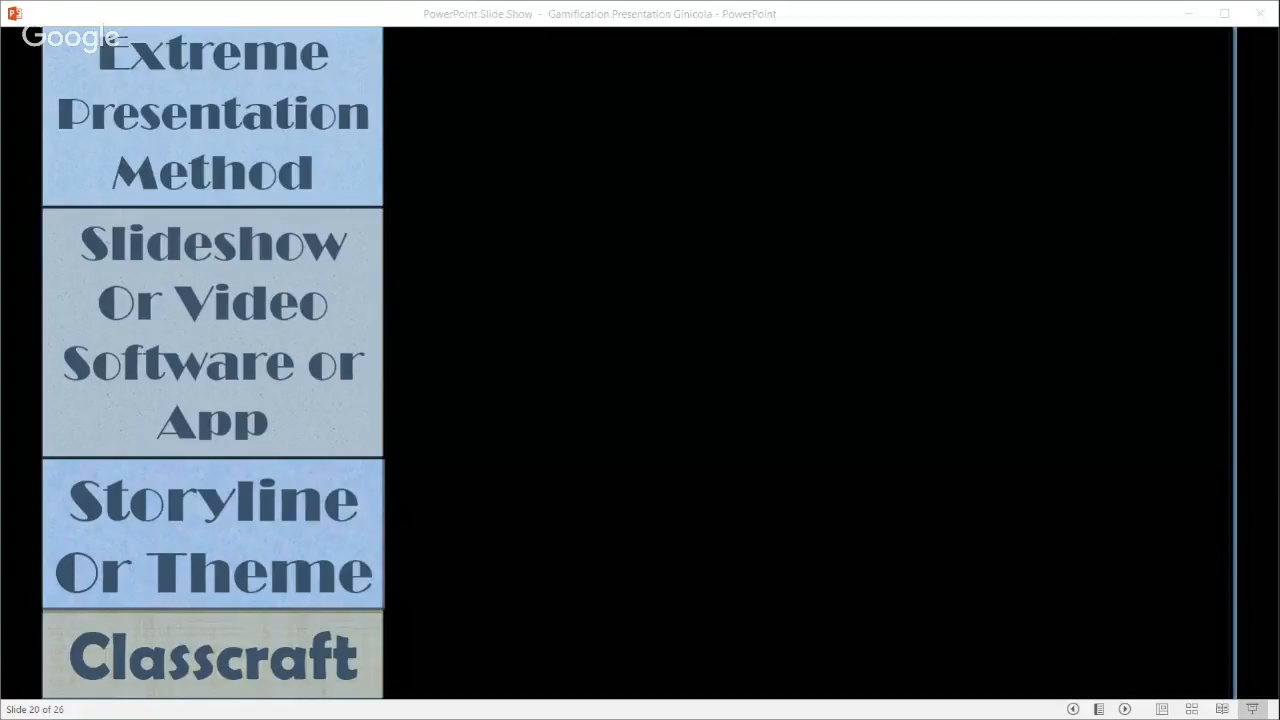 PowerPoint Slide Show - Gamification Presentation Ginicola - PowerPoint
Google
Extreme
Presentation
Method
Slideshow
Or Video
Software or
App
Storyline
Or Theme
Classcraft
Slide 20 of 26